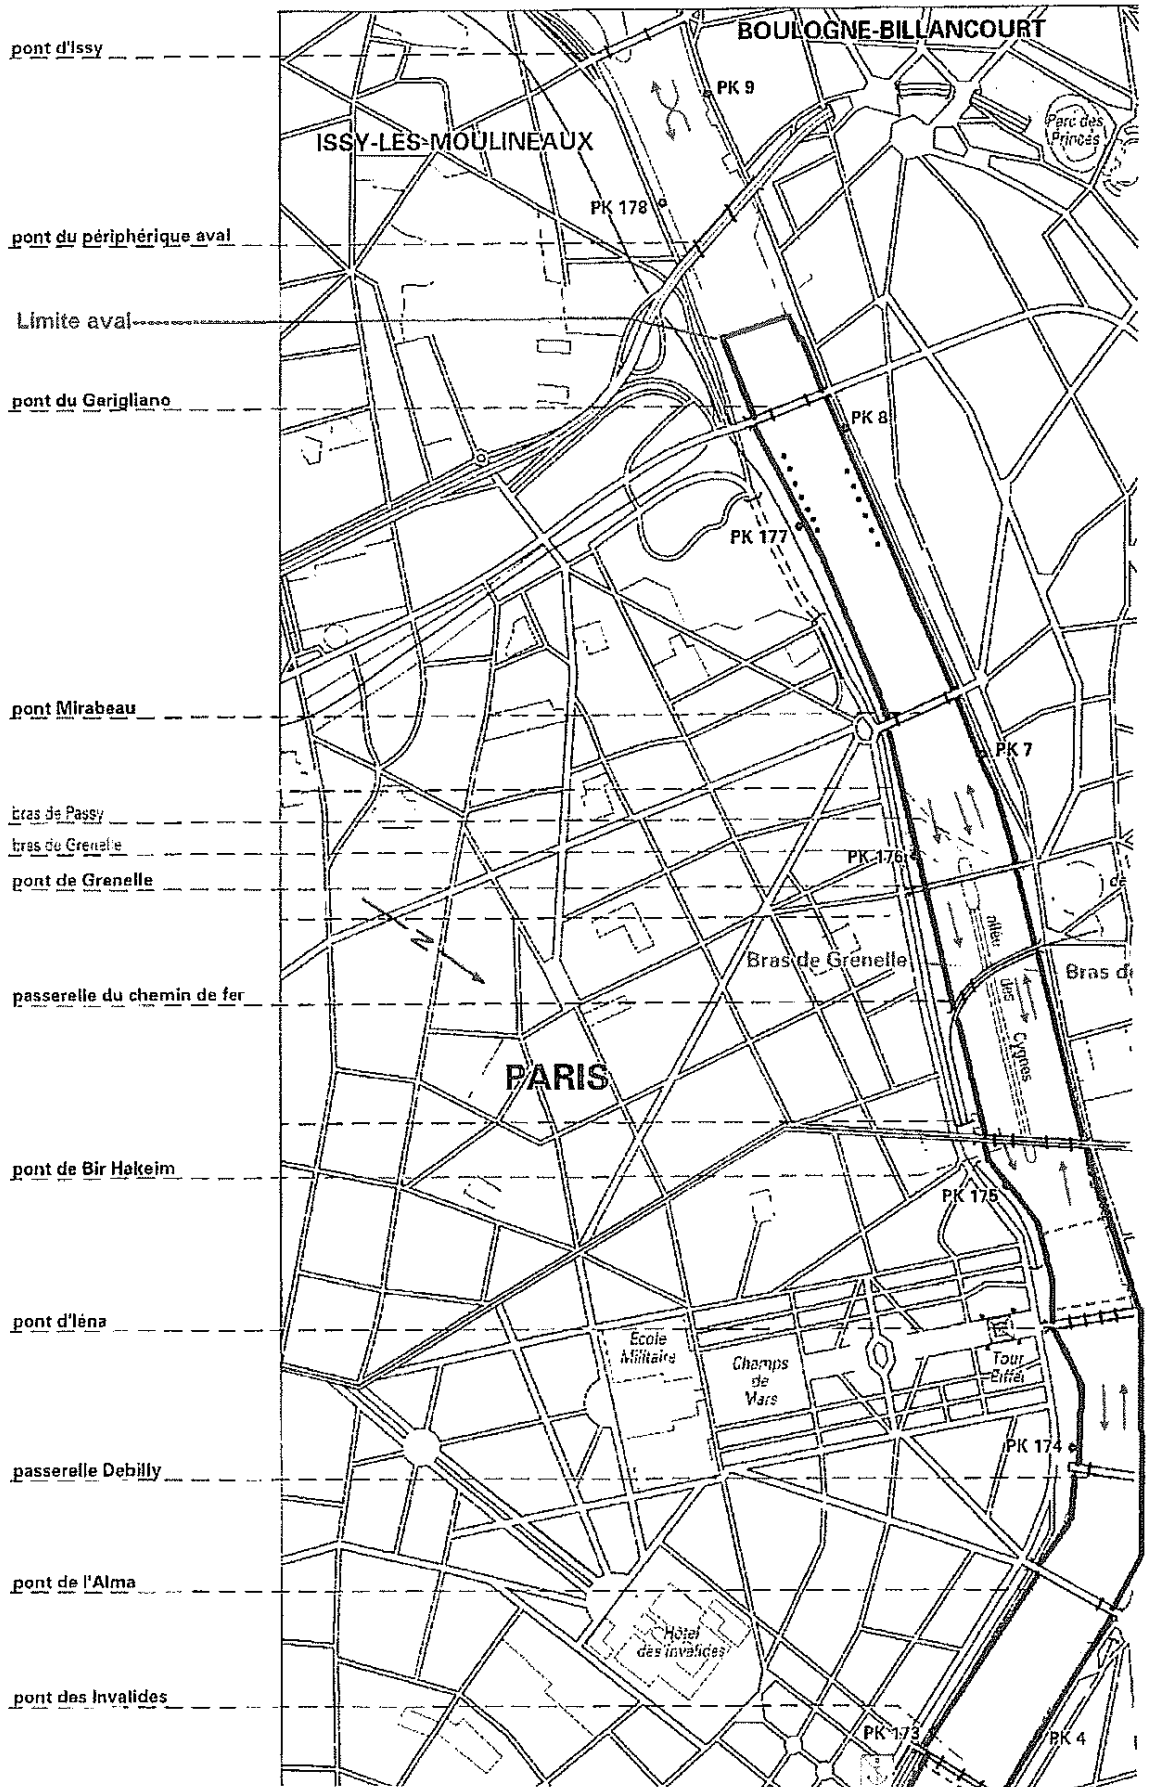 BOULOGNE-BILLANCOURT
pont d'Issy
PK 9
Parc des
Princes
ISSY-LES-MOULINEAUX
PK 178
pont du périphérique aval
Limite aval
pont du Garigliano
PK 8
PK 177
pont Mirabeau
PK 7
bras de Passy
bras de Grenelle
PK 176
pont de Grenelle
de
N
allée
des
Cygnes
Bras de Grenelle
Bras de
passerelle du chemin de fer
PARIS
pont de Bir Hakeim
PK 175
pont d'Iéna
Ecole
Militaire
Champs
de
Mars
Tour
Eiffel
PK 174
passerelle Debilly
pont de l'Alma
Hôtel
des Invalides
pont des Invalides
PK 173
PK 4